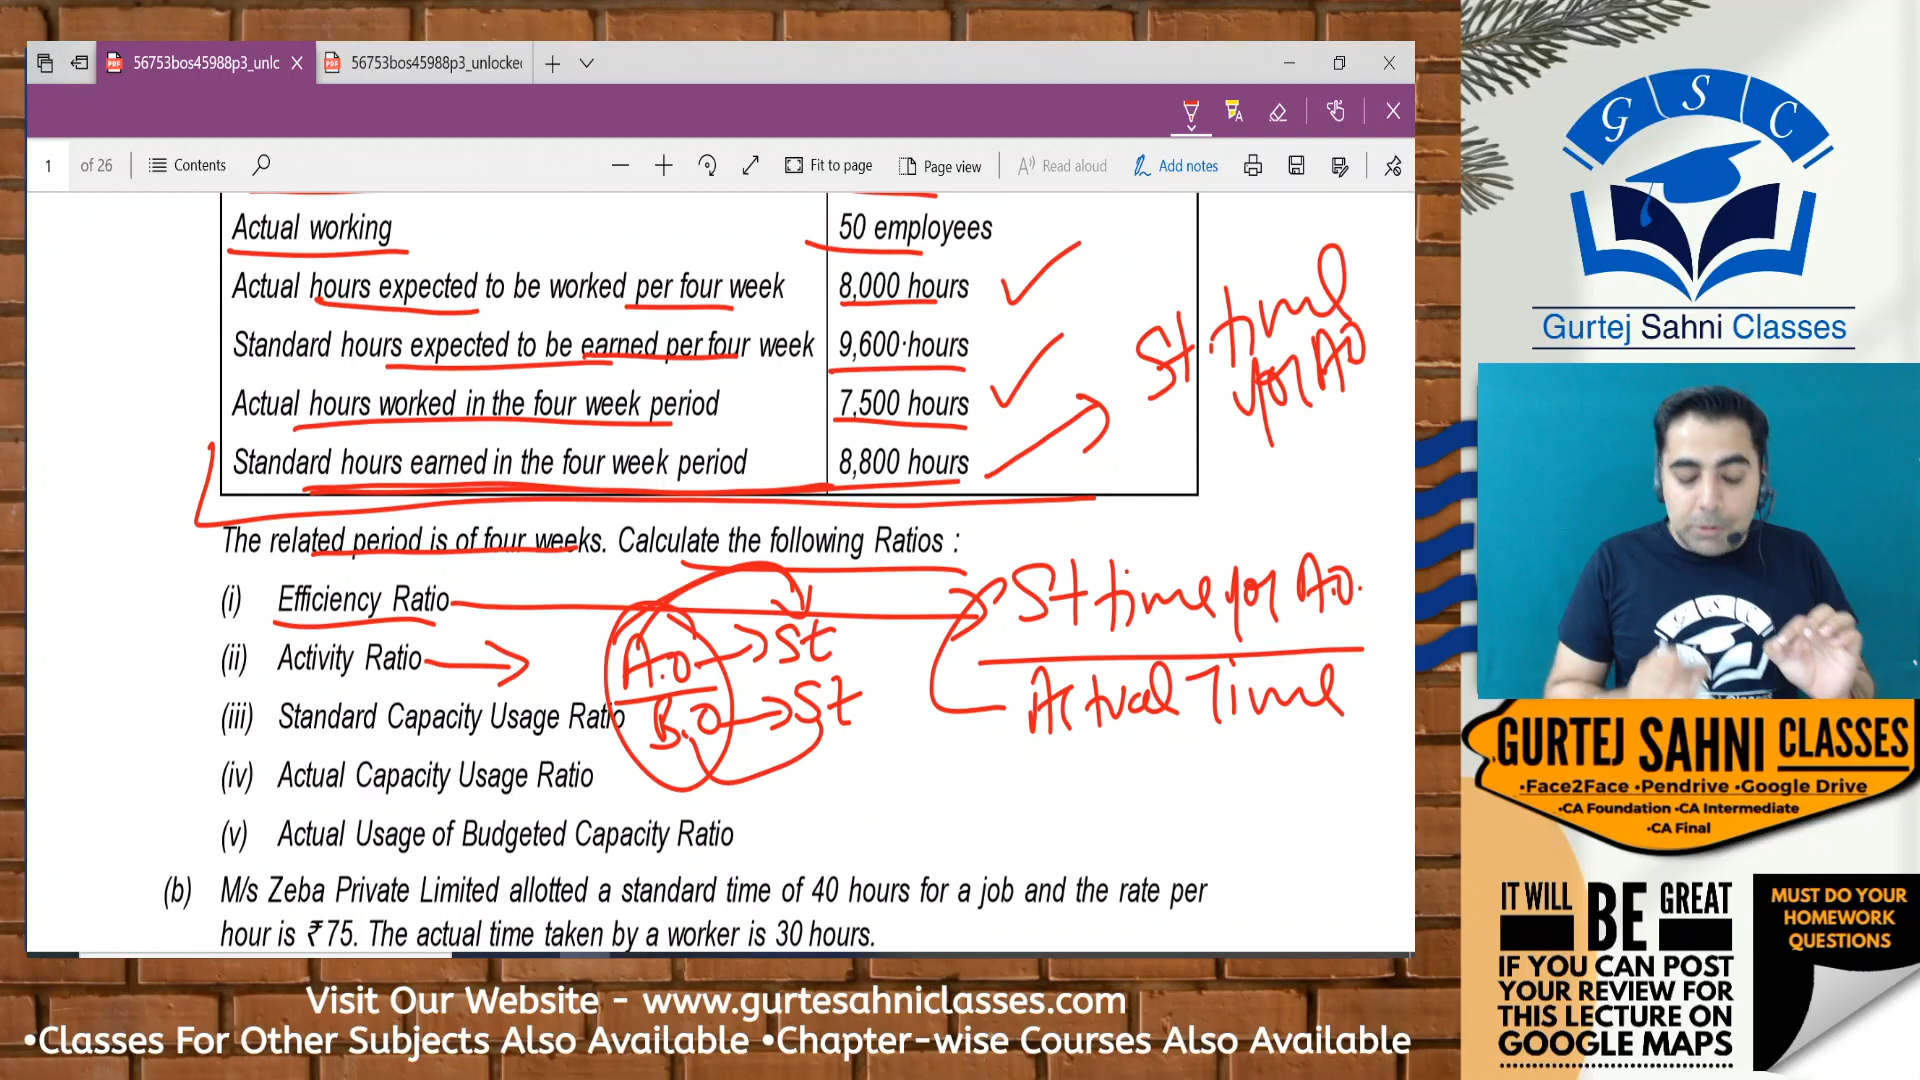 56753bos45988p3_unlc
56753bos45988p3_unlocked
1 of 26
Contents
Fit to page
Page view
Read aloud
Add notes
Actual working 50 employees
Actual hours expected to be worked per four week 8,000 hours
Standard hours expected to be earned per four week 9,600·hours
Actual hours worked in the four week period 7,500 hours
Standard hours earned in the four week period 8,800 hours
St. time
for A.O
The related period is of four weeks. Calculate the following Ratios :
(i) Efficiency Ratio
(ii) Activity Ratio
(iii) Standard Capacity Usage Ratio
(iv) Actual Capacity Usage Ratio
(v) Actual Usage of Budgeted Capacity Ratio
A.O St
B.O St
St time for A.O.
Actual Time
(b) M/s Zeba Private Limited allotted a standard time of 40 hours for a job and the rate per
hour is ₹ 75. The actual time taken by a worker is 30 hours.
G S C
Gurtej Sahni Classes
G S C
GURTEJ SAHNI CLASSES
•Face2Face •Pendrive •Google Drive
•CA Foundation •CA Intermediate
•CA Final
IT WILL BE GREAT
IF YOU CAN POST
YOUR REVIEW FOR
THIS LECTURE ON
GOOGLE MAPS
MUST DO YOUR
HOMEWORK
QUESTIONS
Visit Our Website - www.gurtesahniclasses.com
•Classes For Other Subjects Also Available •Chapter-wise Courses Also Available